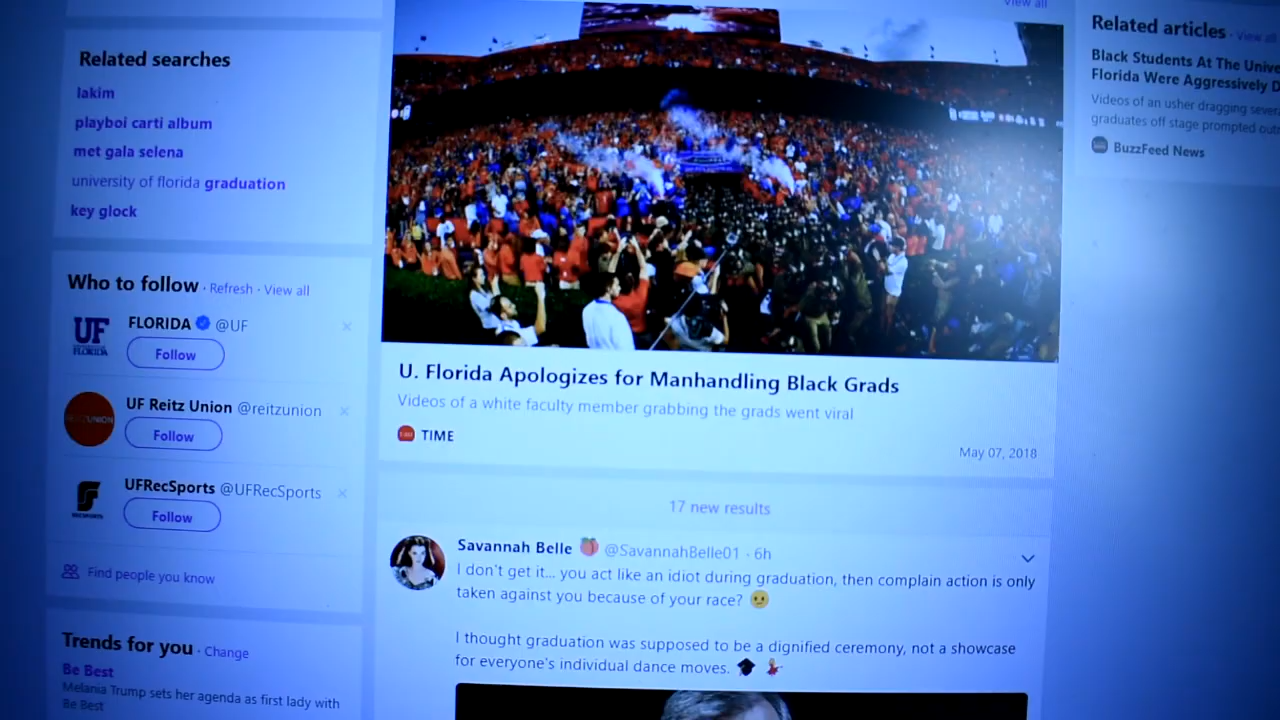 View all
Related searches
lakim
playboi carti album
met gala selena
university of florida graduation
key glock
Who to follow · Refresh · View all
UF
FLORIDA
FLORIDA @UF
Follow
UF Reitz Union @reitzunion
Follow
UFRecSports @UFRecSports
Follow
Find people you know
Trends for you · Change
Be Best
Melania Trump sets her agenda as first lady with
Be Best
U. Florida Apologizes for Manhandling Black Grads
Videos of a white faculty member grabbing the grads went viral
TIME
May 07, 2018
17 new results
Savannah Belle 🍑 @SavannahBelle01 · 6h
I don't get it... you act like an idiot during graduation, then complain action is only
taken against you because of your race? 😕
I thought graduation was supposed to be a dignified ceremony, not a showcase
for everyone's individual dance moves. 🎓 💃
Related articles · View all
Black Students At The Unive
Florida Were Aggressively D
Videos of an usher dragging seve
graduates off stage prompted out
BuzzFeed News